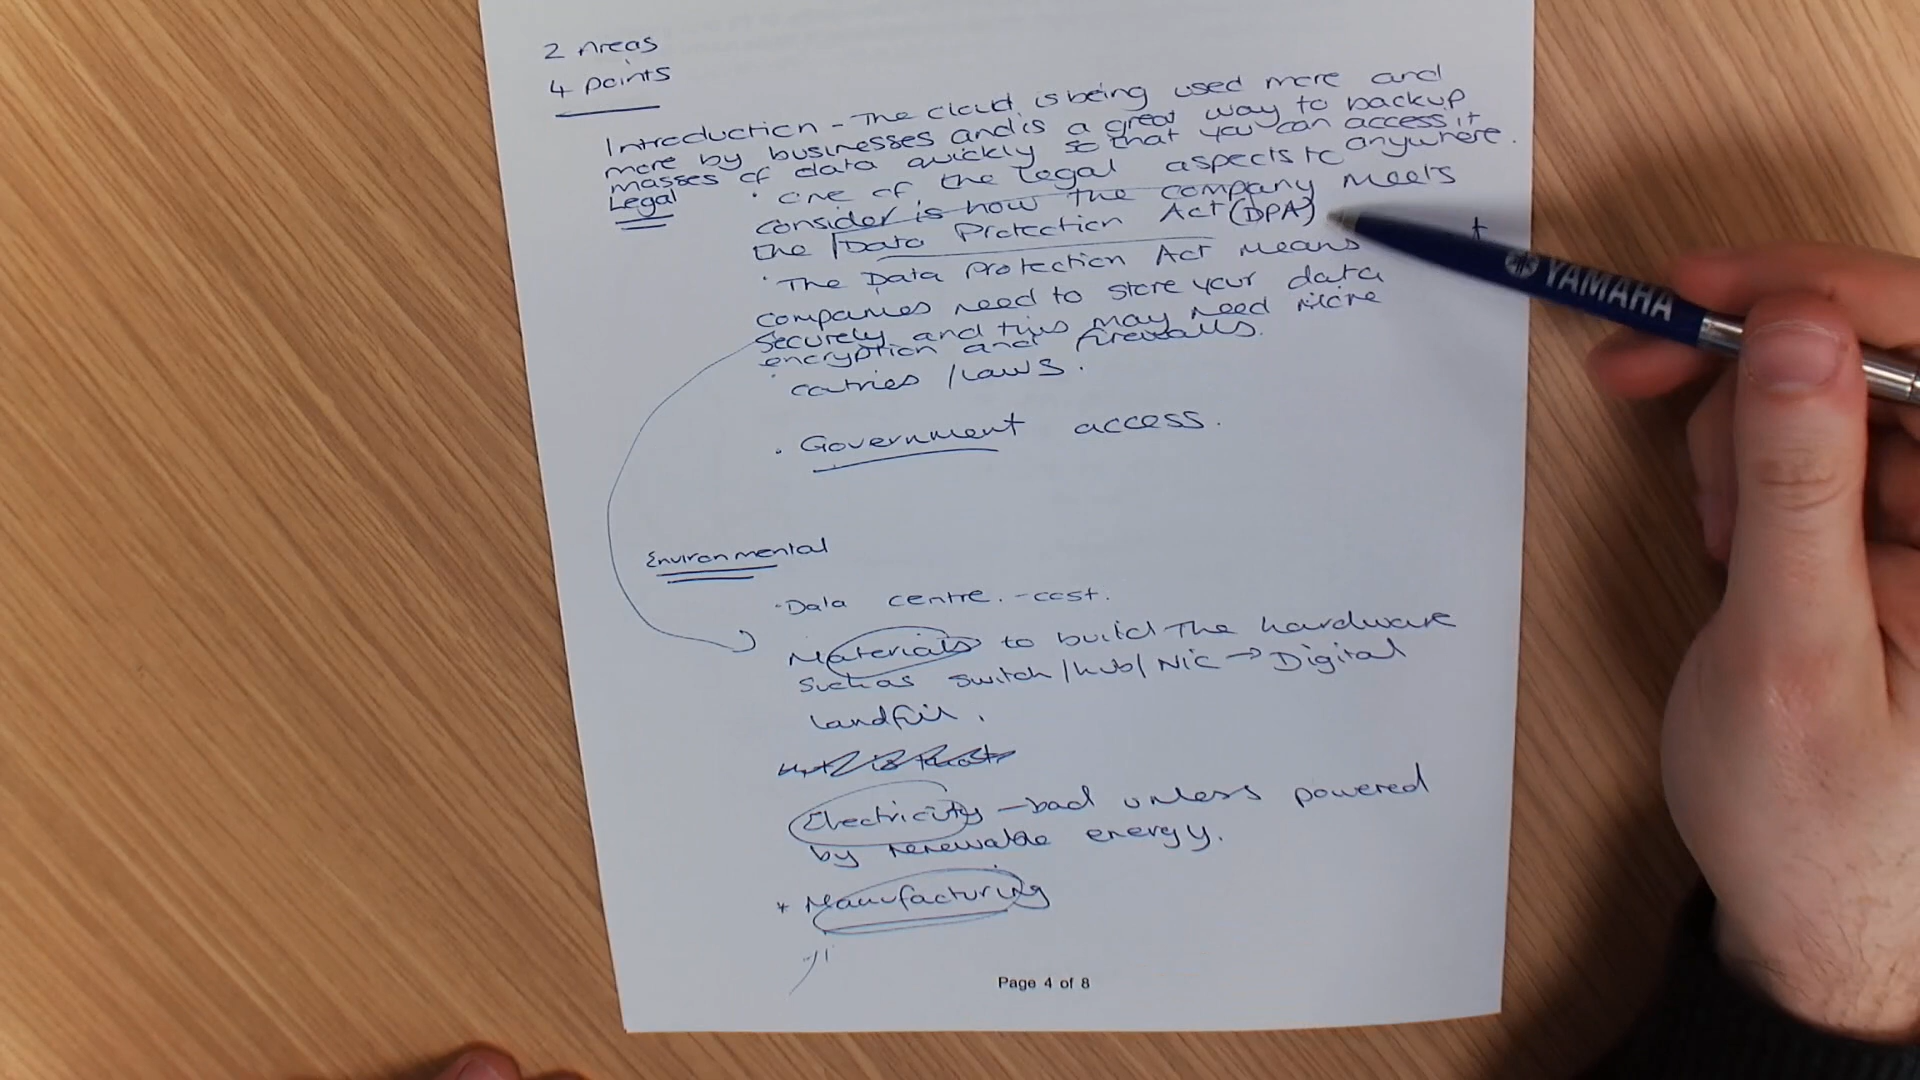 2 Areas
4 points
Introduction - The cloud is being used more and
more by businesses and is a great way to backup
masses of data quickly so that you can access it
anywhere.
Legal
· One of the legal aspects to
consider is how the company meets
the Data Protection Act (DPA)
· The Data protection Act means
companies need to store your data
securely and this may need more
encryption and firewalls.
· contries / laws.
· Government access.
Environmental
· Data centre. - cost.
Materials to build the hardware
such as switch/hub/Nic → Digital
landfill.
Electricity - bad unless powered
by renewable energy.
* Manufacturing
Page 4 of 8
YAMAHA